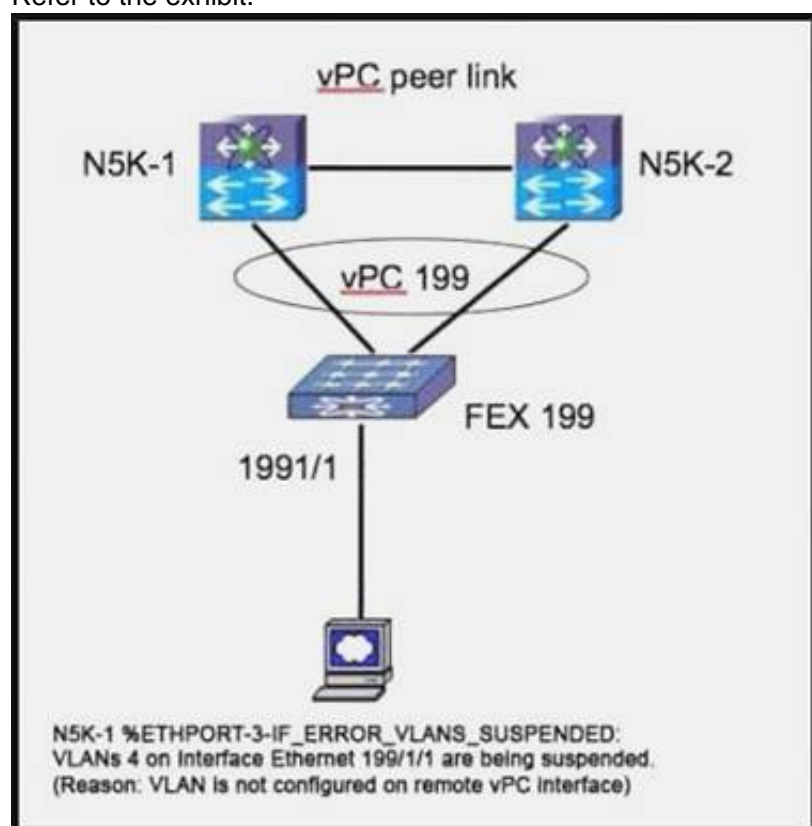 Refer to the exhibit.
vPC peer link
N5K-1
N5K-2
vPC 199
FEX 199
1991/1
N5K-1 %ETHPORT-3-IF_ERROR_VLANS_SUSPENDED:
VLANs 4 on Interface Ethernet 199/1/1 are being suspended.
(Reason: VLAN is not configured on remote vPC interface)